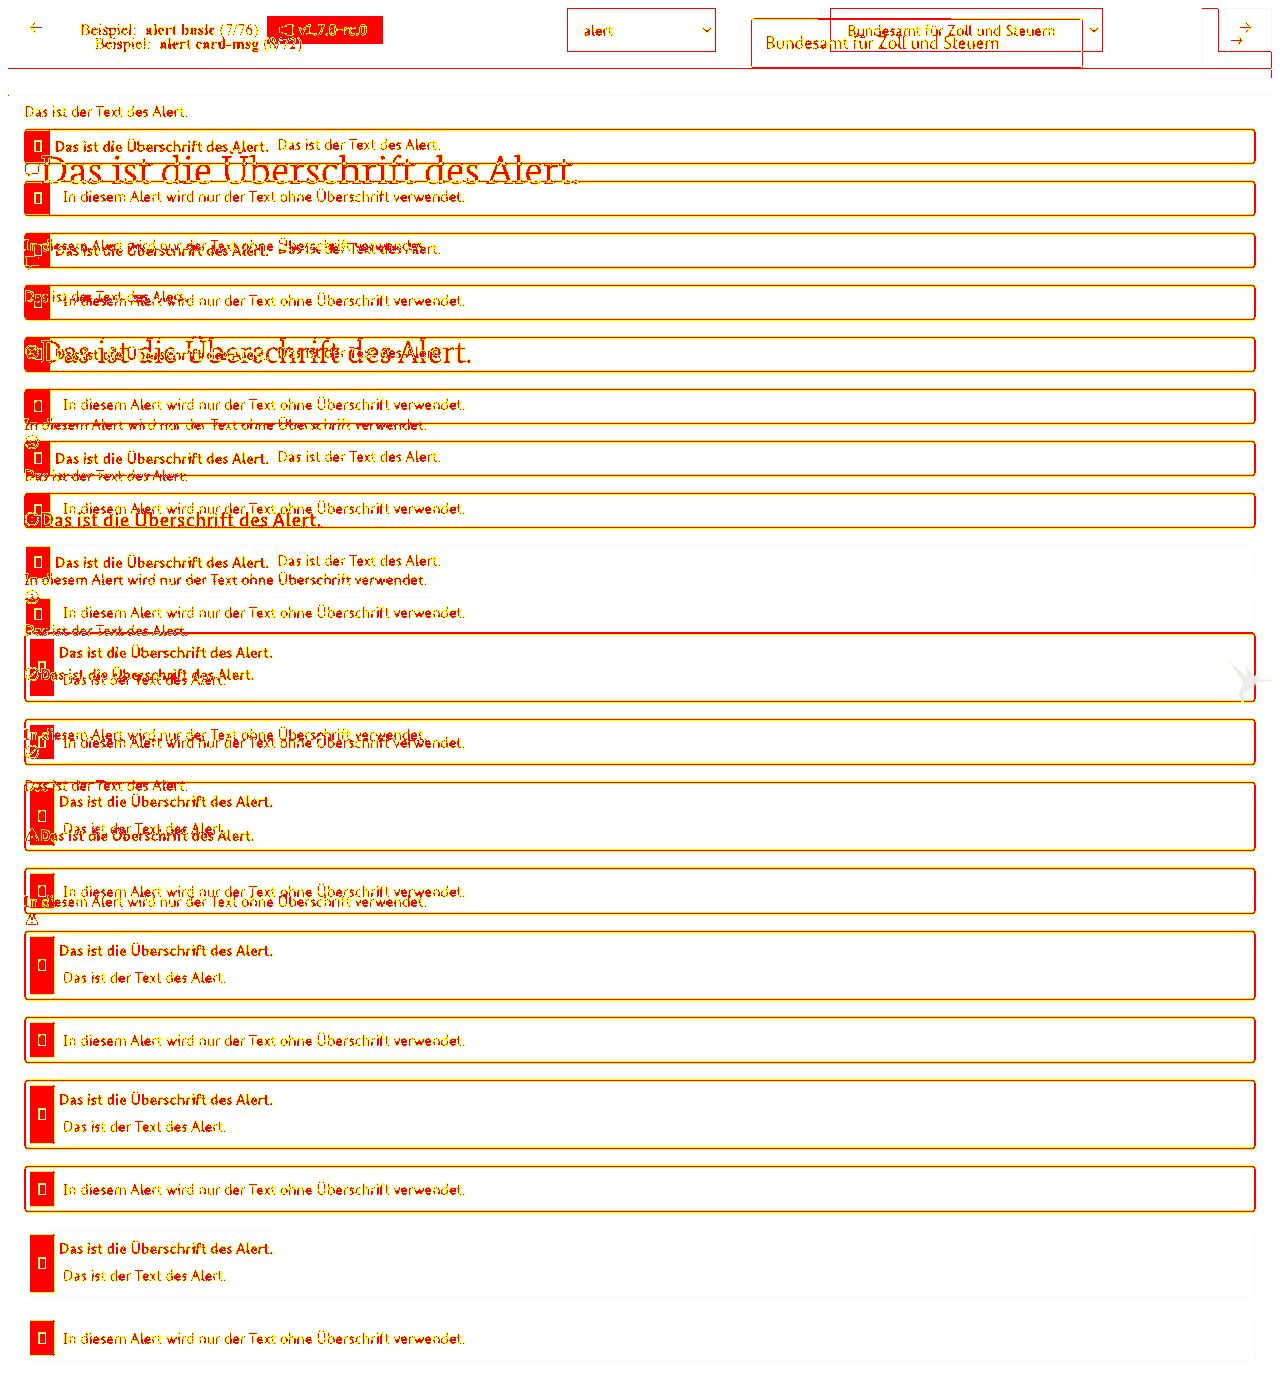 Beispiel: alert basic (7/76) v1.7.0-rc.0 alert Bundesamt für Zoll und Steuern
Beispiel: alert card-msg (8/72) Bundesamt für Zoll und Steuern
Das ist der Text des Alert.
Das ist die Überschrift des Alert. Das ist der Text des Alert.
Das ist die Überschrift des Alert.
In diesem Alert wird nur der Text ohne Überschrift verwendet.
In diesem Alert wird nur der Text ohne Überschrift verwendet.
Das ist die Überschrift des Alert. Das ist der Text des Alert.
Das ist der Text des Alert.
In diesem Alert wird nur der Text ohne Überschrift verwendet.
Das ist die Überschrift des Alert.
Das ist die Überschrift des Alert. Das ist der Text des Alert.
In diesem Alert wird nur der Text ohne Überschrift verwendet.
In diesem Alert wird nur der Text ohne Überschrift verwendet.
Das ist die Überschrift des Alert. Das ist der Text des Alert.
Das ist der Text des Alert.
In diesem Alert wird nur der Text ohne Überschrift verwendet.
Das ist die Überschrift des Alert.
Das ist die Überschrift des Alert. Das ist der Text des Alert.
In diesem Alert wird nur der Text ohne Überschrift verwendet.
In diesem Alert wird nur der Text ohne Überschrift verwendet.
Das ist der Text des Alert.
Das ist die Überschrift des Alert.
Das ist die Überschrift des Alert.
Das ist der Text des Alert.
In diesem Alert wird nur der Text ohne Überschrift verwendet.
In diesem Alert wird nur der Text ohne Überschrift verwendet.
Das ist der Text des Alert.
Das ist die Überschrift des Alert.
Das ist der Text des Alert.
Das ist die Überschrift des Alert.
In diesem Alert wird nur der Text ohne Überschrift verwendet.
In diesem Alert wird nur der Text ohne Überschrift verwendet.
Das ist die Überschrift des Alert.
Das ist der Text des Alert.
In diesem Alert wird nur der Text ohne Überschrift verwendet.
Das ist die Überschrift des Alert.
Das ist der Text des Alert.
In diesem Alert wird nur der Text ohne Überschrift verwendet.
Das ist die Überschrift des Alert.
Das ist der Text des Alert.
In diesem Alert wird nur der Text ohne Überschrift verwendet.